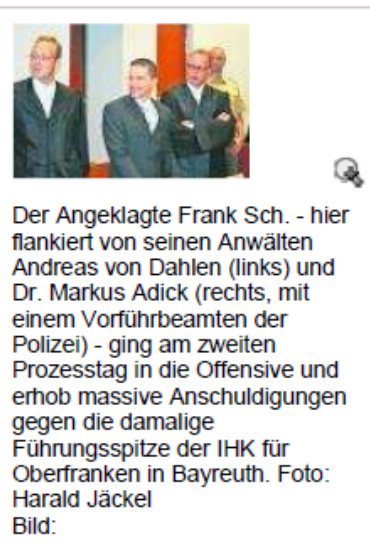 Der Angeklagte Frank Sch. - hier
flankiert von seinen Anwälten
Andreas von Dahlen (links) und
Dr. Markus Adick (rechts, mit
einem Vorführbeamten der
Polizei) - ging am zweiten
Prozesstag in die Offensive und
erhob massive Anschuldigungen
gegen die damalige
Führungsspitze der IHK für
Oberfranken in Bayreuth. Foto:
Harald Jäckel
Bild: